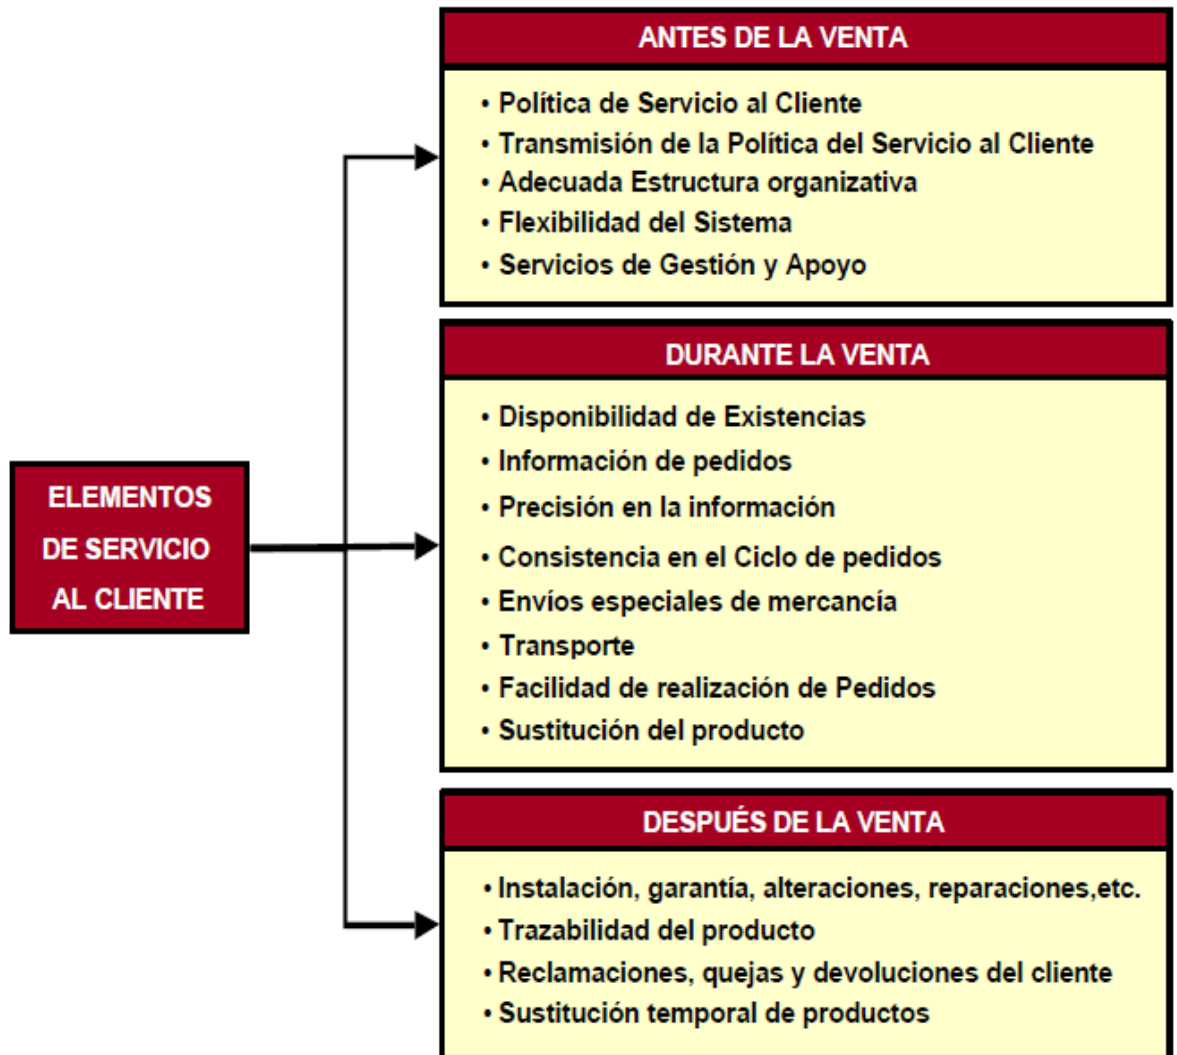 ANTES DE LA VENTA
• Política de Servicio al Cliente
• Transmisión de la Política del Servicio al Cliente
• Adecuada Estructura organizativa
• Flexibilidad del Sistema
• Servicios de Gestión y Apoyo
DURANTE LA VENTA
• Disponibilidad de Existencias
• Información de pedidos
• Precisión en la información
• Consistencia en el Ciclo de pedidos
• Envíos especiales de mercancía
• Transporte
• Facilidad de realización de Pedidos
• Sustitución del producto
ELEMENTOS
DE SERVICIO
AL CLIENTE
DESPUÉS DE LA VENTA
• Instalación, garantía, alteraciones, reparaciones,etc.
• Trazabilidad del producto
• Reclamaciones, quejas y devoluciones del cliente
• Sustitución temporal de productos